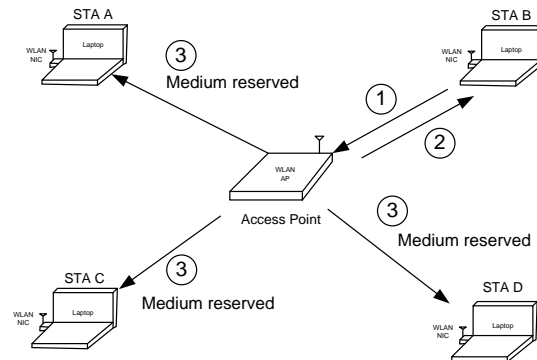 STA A
Laptop
WLAN
NIC
3
Medium reserved
STA B
Laptop
WLAN
NIC
1
2
WLAN
AP
Access Point
3
Medium reserved
STA C
Laptop
WLAN
NIC
3
Medium reserved
STA D
Laptop
WLAN
NIC